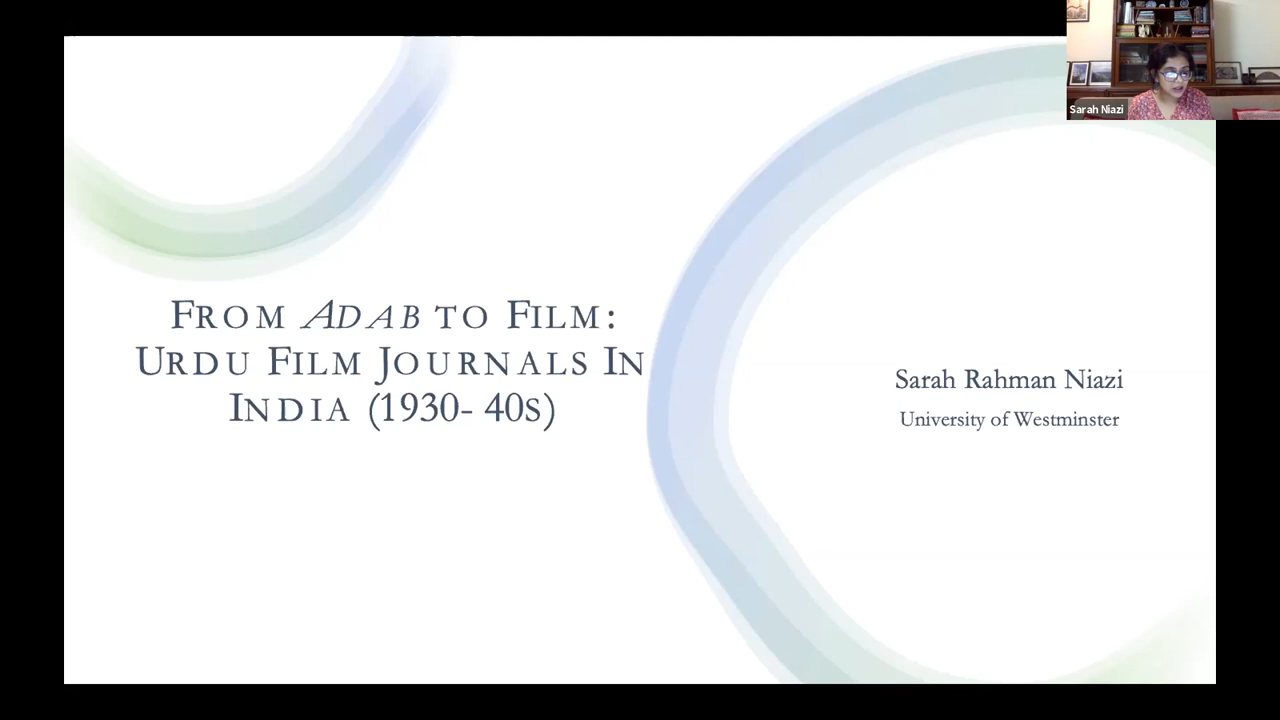 Sarah Niazi
FROM ADAB TO FILM:
URDU FILM JOURNALS IN
INDIA (1930- 40S)
Sarah Rahman Niazi
University of Westminster